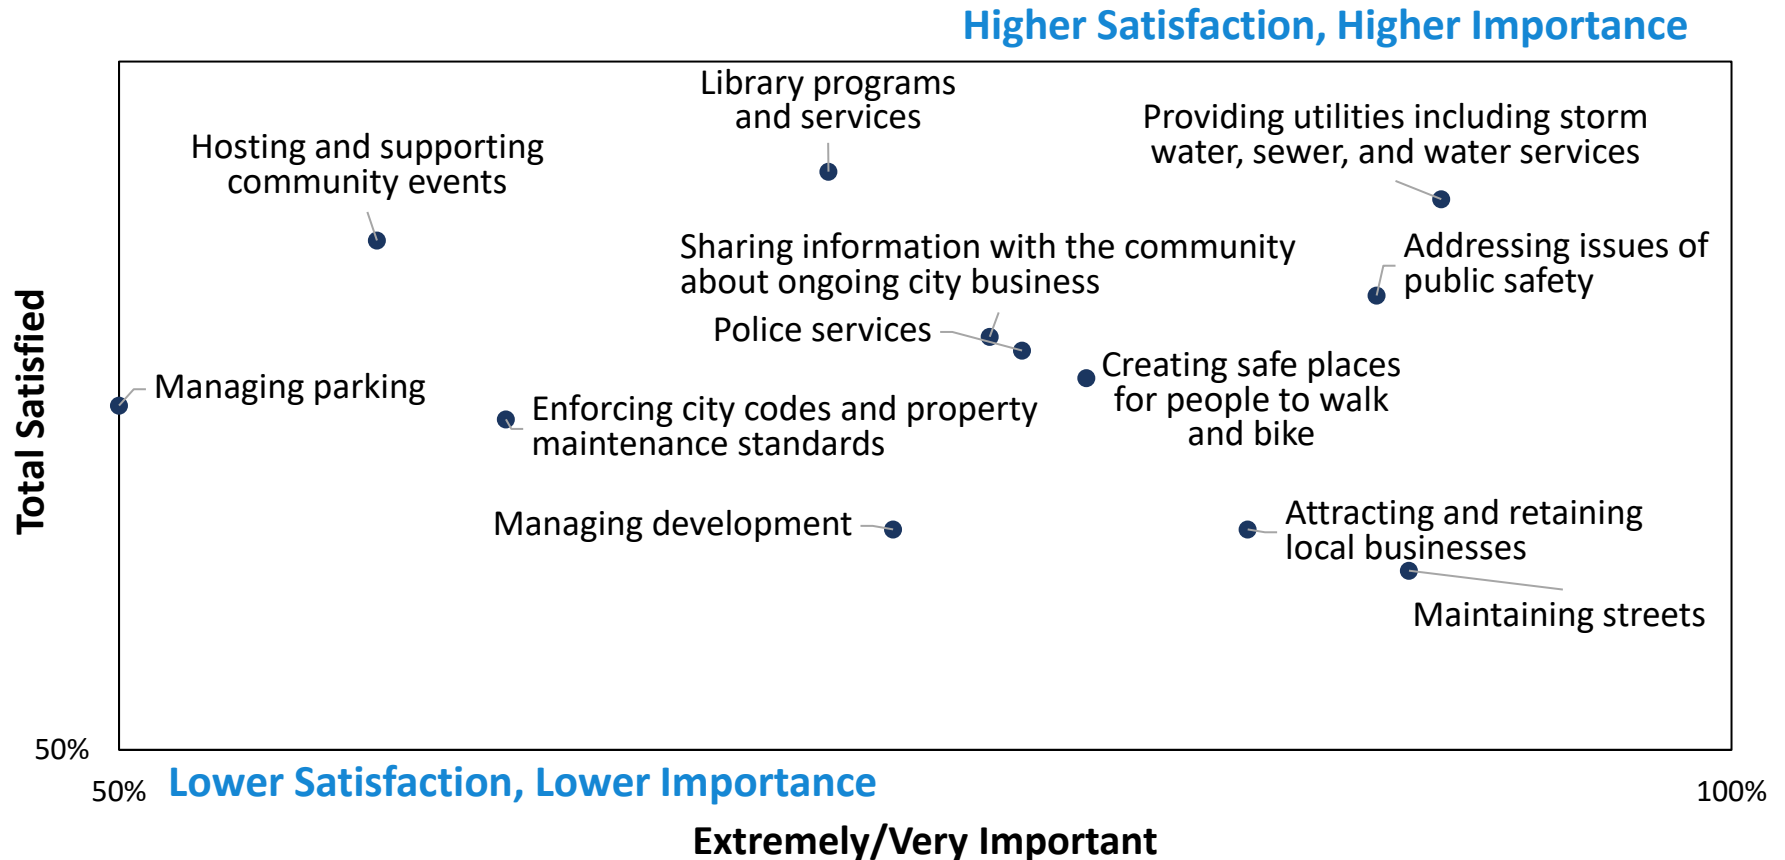 Higher Satisfaction, Higher Importance
Library programs
and services
Providing utilities including storm
water, sewer, and water services
Hosting and supporting
community events
Sharing information with the community
about ongoing city business
Addressing issues of
public safety
Police services
Creating safe places
for people to walk
and bike
Managing parking
Enforcing city codes and property
maintenance standards
Managing development
Attracting and retaining
local businesses
Maintaining streets
Total Satisfied
50%
50%
Lower Satisfaction, Lower Importance
100%
Extremely/Very Important